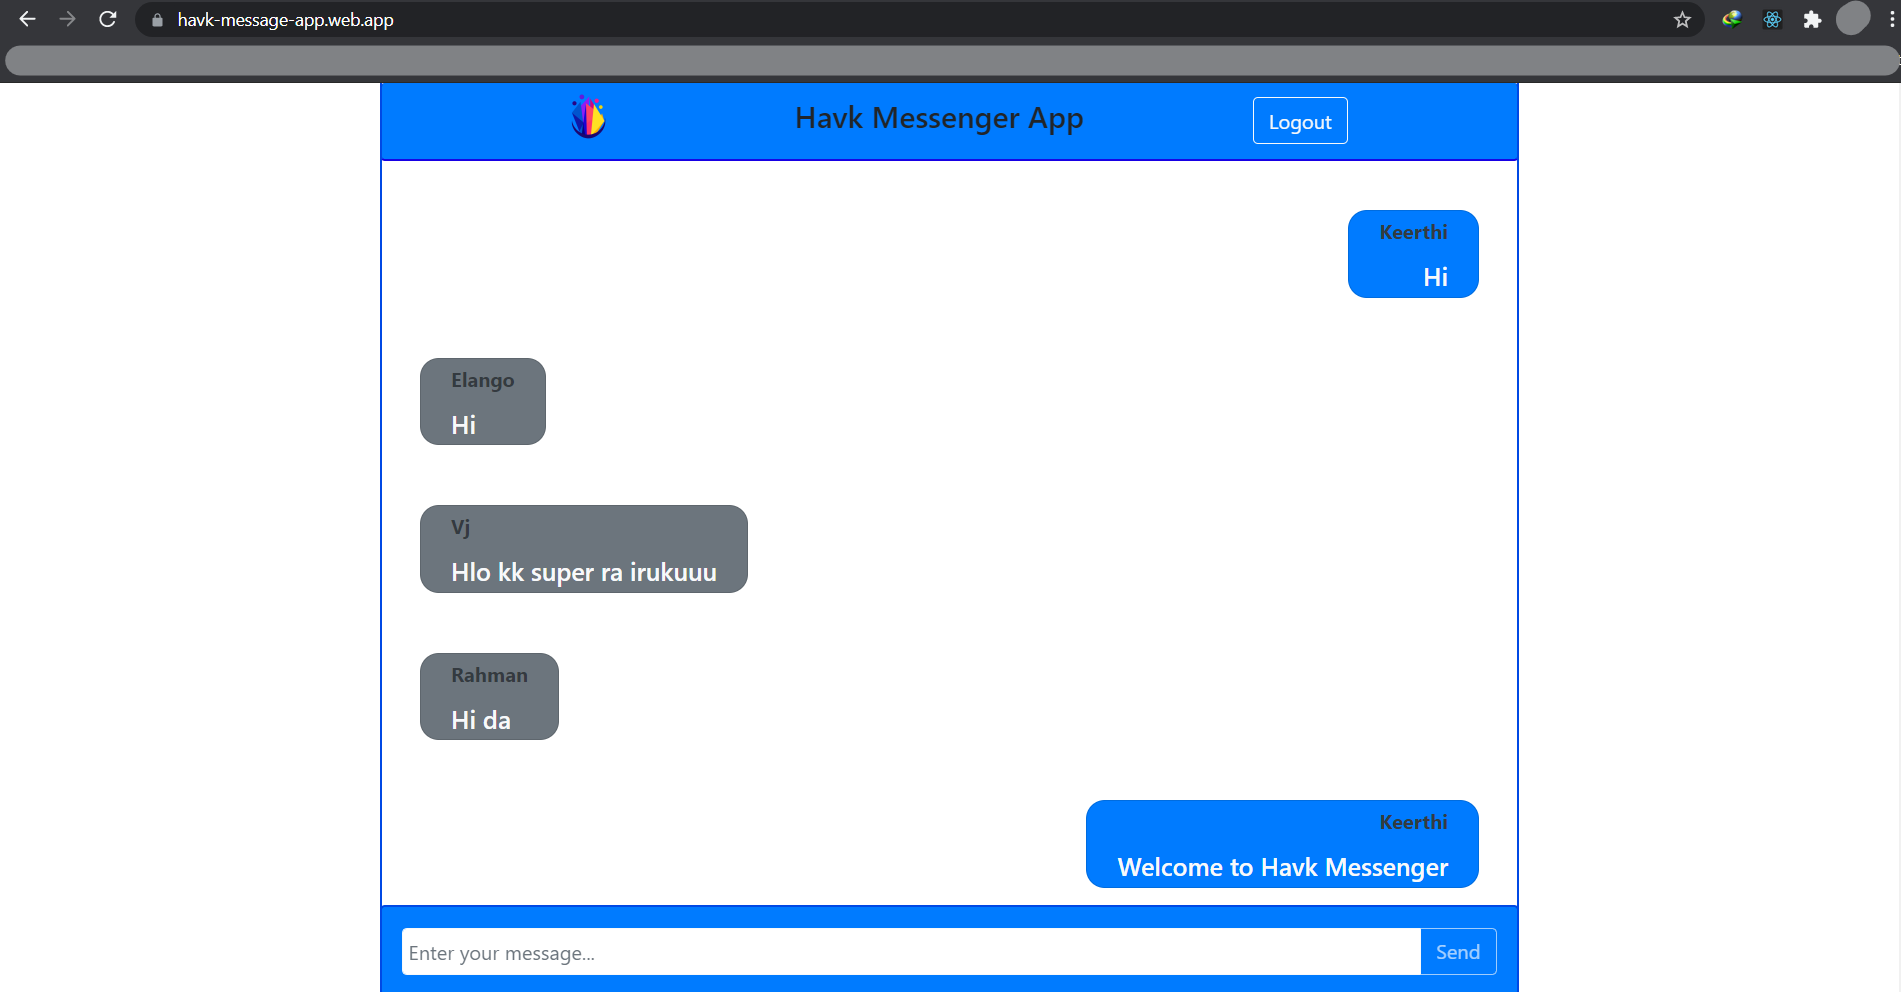 havk-message-app.web.app
Havk Messenger App
Logout
Keerthi
Hi
Elango
Hi
Vj
Hlo kk super ra irukuuu
Rahman
Hi da
Keerthi
Welcome to Havk Messenger
Enter your message...
Send